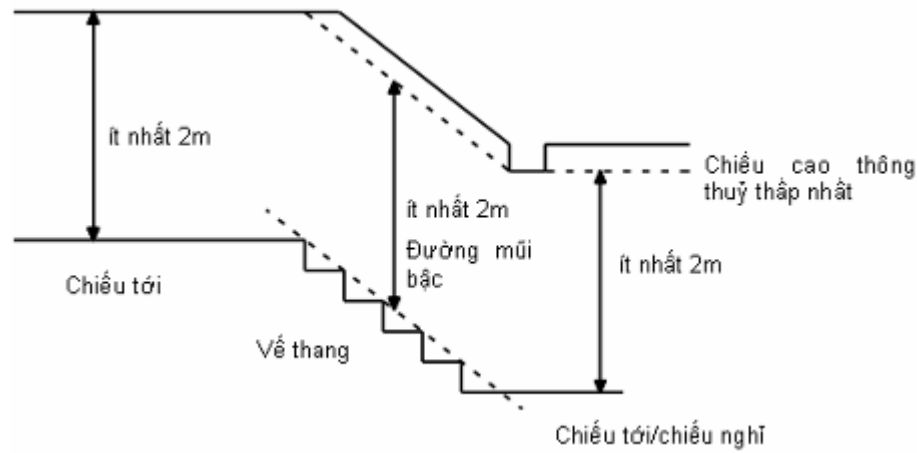 ít nhất 2m
Chiếu tới
Vế thang
ít nhất 2m
Đường mũi
bậc
Chiều cao thông
thuỷ thấp nhất
ít nhất 2m
Chiếu tới/chiếu nghỉ